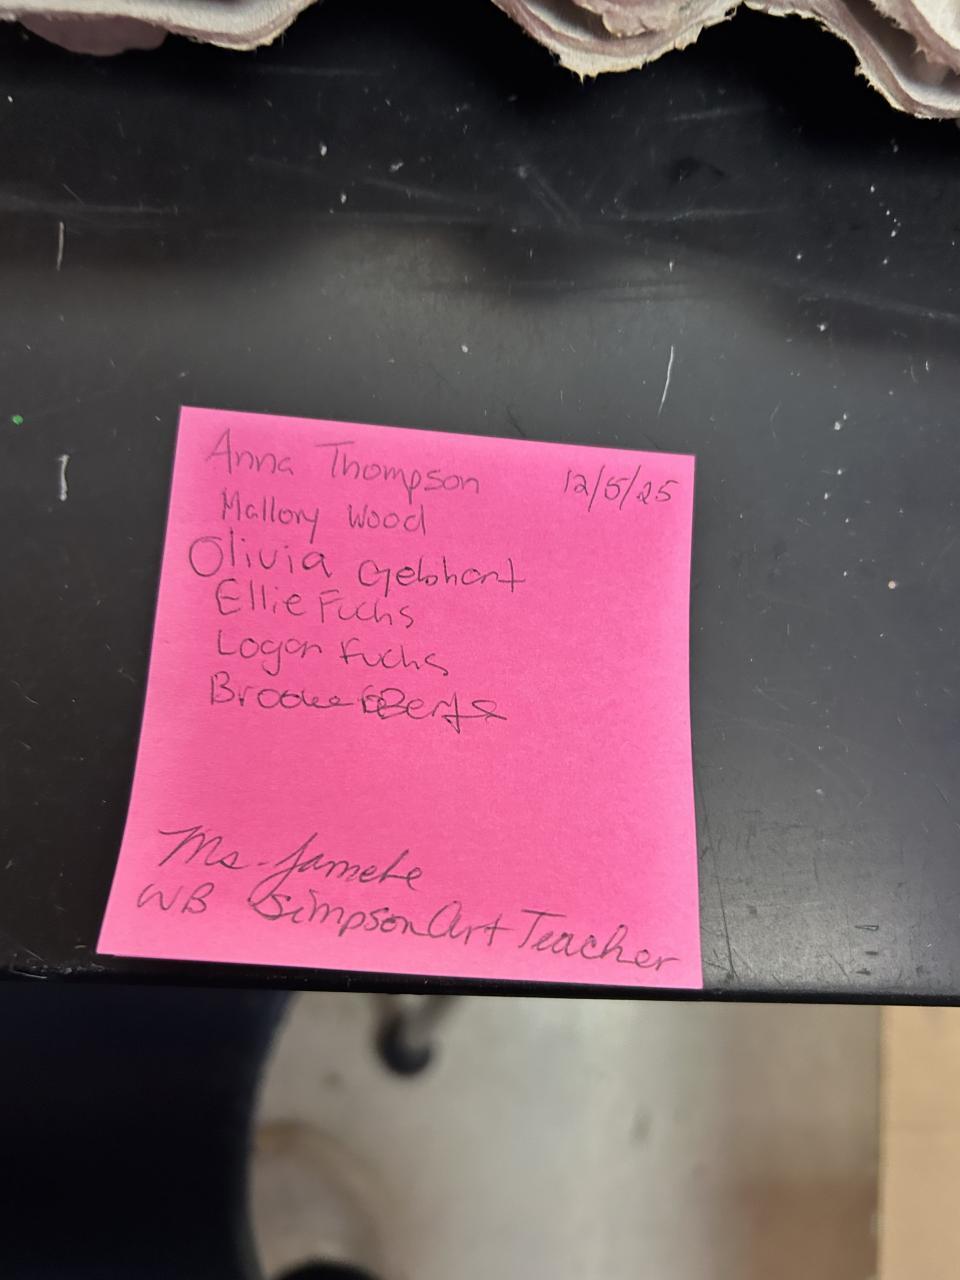 Anna Thompson 12/5/25
Mallory Wood
Olivia Gebhart
Ellie Fuchs
Logan Fuchs
Brooke
Ms.
WB Simpson Art Teacher